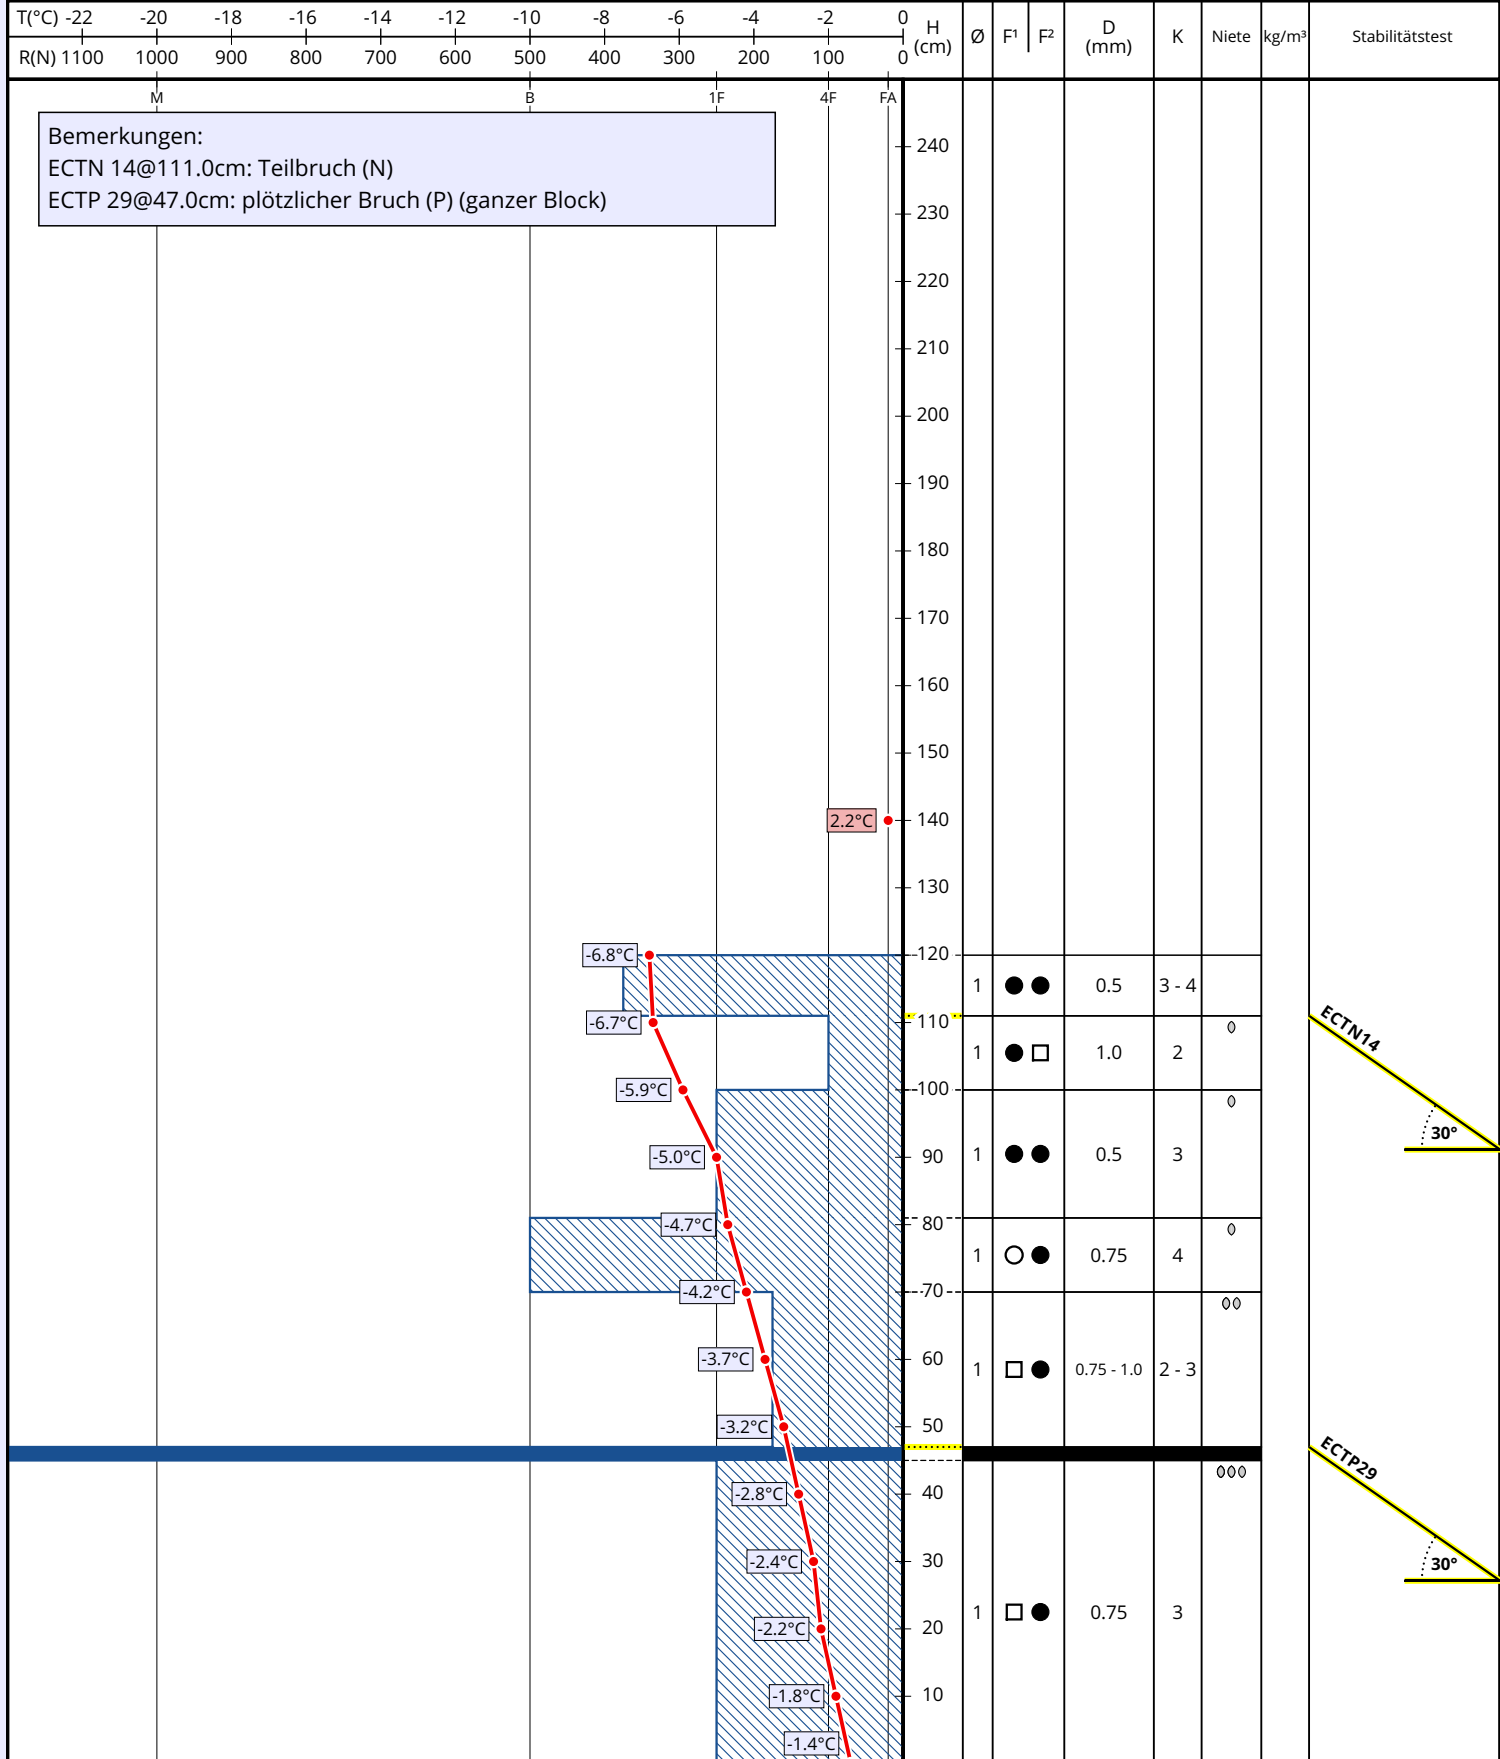 T(°C) -22 -20 -18 -16 -14 -12 -10 -8 -6 -4 -2 0
R(N) 1100 1000 900 800 700 600 500 400 300 200 100 0
H (cm) Ø F¹ F² D (mm) K Niete kg/m³ Stabilitätstest
M B 1F 4F FA
Bemerkungen:
ECTN 14@111.0cm: Teilbruch (N)
ECTP 29@47.0cm: plötzlicher Bruch (P) (ganzer Block)
240
230
220
210
200
190
180
170
160
150
2.2°C 140
130
-6.8°C 120
1 0.5 3 - 4
-6.7°C 110
ECTN14
1 1.0 2
-5.9°C 100
30°
-5.0°C 90 1 0.5 3
-4.7°C 80
1 0.75 4
-4.2°C 70
-3.7°C 60 1 0.75 - 1.0 2 - 3
-3.2°C 50
ECTP29
-2.8°C 40
-2.4°C 30 30°
-2.2°C 20 1 0.75 3
-1.8°C 10
-1.4°C